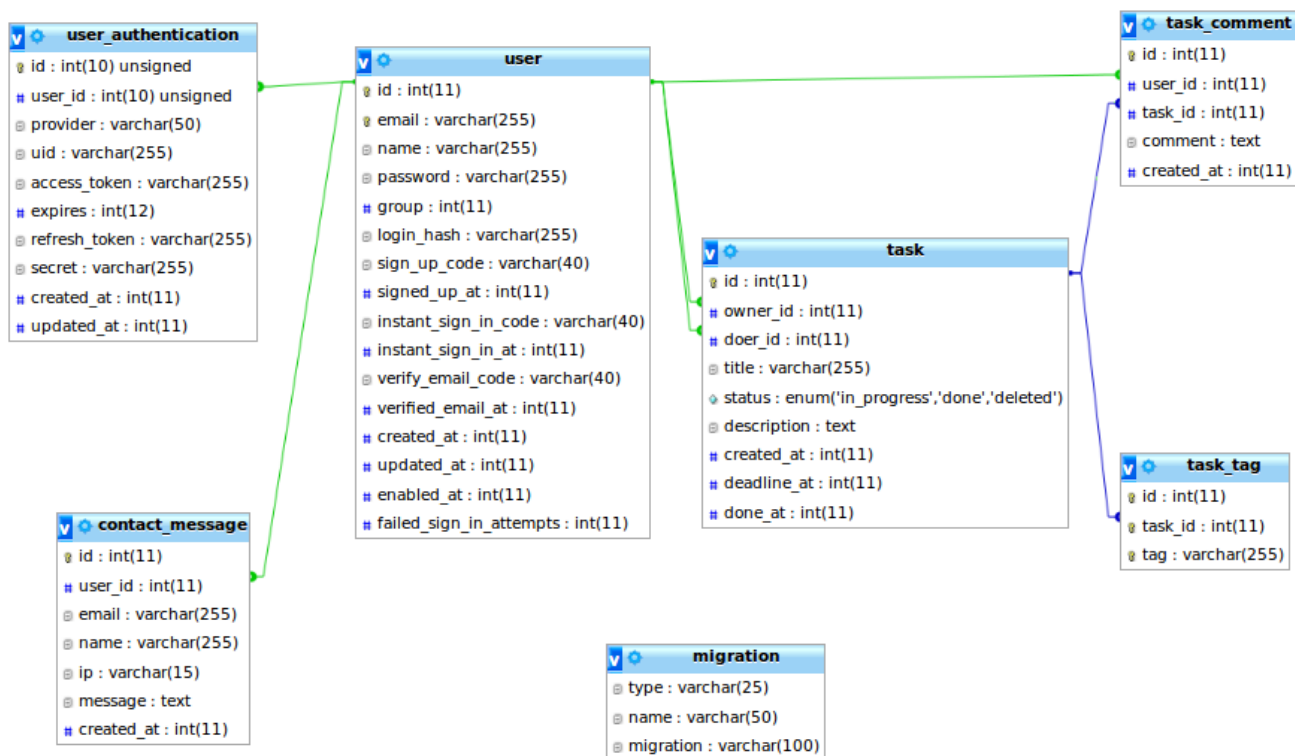 user_authentication
id : int(10) unsigned
user_id : int(10) unsigned
provider : varchar(50)
uid : varchar(255)
access_token : varchar(255)
expires : int(12)
refresh_token : varchar(255)
secret : varchar(255)
created_at : int(11)
updated_at : int(11)
user
id : int(11)
email : varchar(255)
name : varchar(255)
password : varchar(255)
group : int(11)
login_hash : varchar(255)
sign_up_code : varchar(40)
signed_up_at : int(11)
instant_sign_in_code : varchar(40)
instant_sign_in_at : int(11)
verify_email_code : varchar(40)
verified_email_at : int(11)
created_at : int(11)
updated_at : int(11)
enabled_at : int(11)
failed_sign_in_attempts : int(11)
task_comment
id : int(11)
user_id : int(11)
task_id : int(11)
comment : text
created_at : int(11)
task
id : int(11)
owner_id : int(11)
doer_id : int(11)
title : varchar(255)
status : enum('in_progress','done','deleted')
description : text
created_at : int(11)
deadline_at : int(11)
done_at : int(11)
task_tag
id : int(11)
task_id : int(11)
tag : varchar(255)
contact_message
id : int(11)
user_id : int(11)
email : varchar(255)
name : varchar(255)
ip : varchar(15)
message : text
created_at : int(11)
migration
type : varchar(25)
name : varchar(50)
migration : varchar(100)